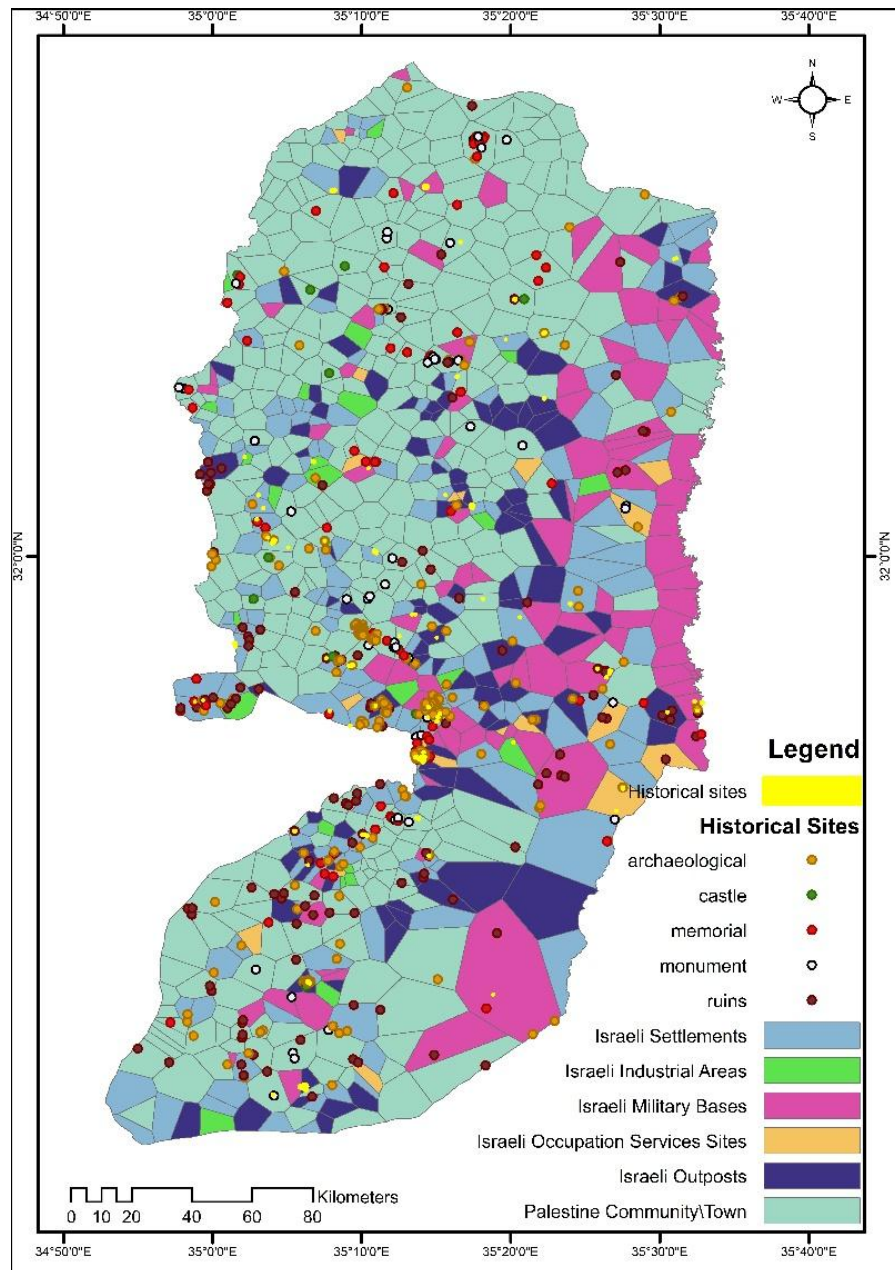 34°50'0"E 35°0'0"E 35°10'0"E 35°20'0"E 35°30'0"E 35°40'0"E
N
W E
S
32°0'0"N 32°0'0"N
Legend
Historical sites
Historical Sites
archaeological
castle
memorial
monument
ruins
Israeli Settlements
Israeli Industrial Areas
Israeli Military Bases
Israeli Occupation Services Sites
Israeli Outposts
Palestine Community\Town
Kilometers
0 10 20 40 60 80
34°50'0"E 35°0'0"E 35°10'0"E 35°20'0"E 35°30'0"E 35°40'0"E